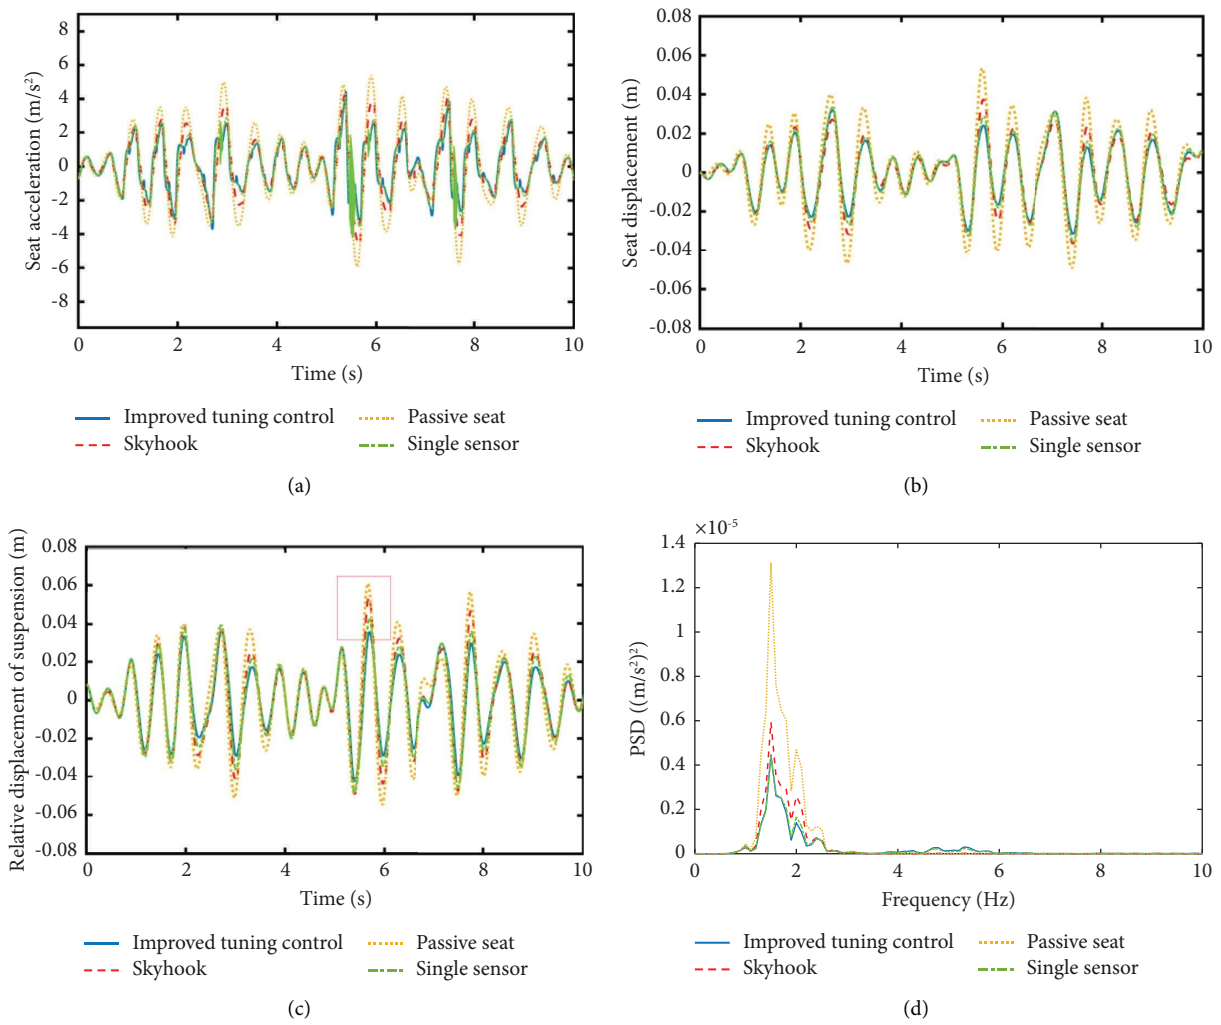 8
6
4
2
0
-2
-4
-6
-8
Seat acceleration (m/s²)
0 2 4 6 8 10
Time (s)
Improved tuning control
Passive seat
Skyhook
Single sensor
(a)
0.08
0.06
0.04
0.02
0
-0.02
-0.04
-0.06
-0.08
Seat displacement (m)
0 2 4 6 8 10
Time (s)
Improved tuning control
Passive seat
Skyhook
Single sensor
(b)
0.08
0.06
0.04
0.02
0
-0.02
-0.04
-0.06
-0.08
Relative displacement of suspension (m)
0 2 4 6 8 10
Time (s)
Improved tuning control
Passive seat
Skyhook
Single sensor
(c)
×10⁻⁵
1.4
1.2
1
0.8
0.6
0.4
0.2
0
PSD ((m/s²)²)
0 2 4 6 8 10
Frequency (Hz)
Improved tuning control
Passive seat
Skyhook
Single sensor
(d)